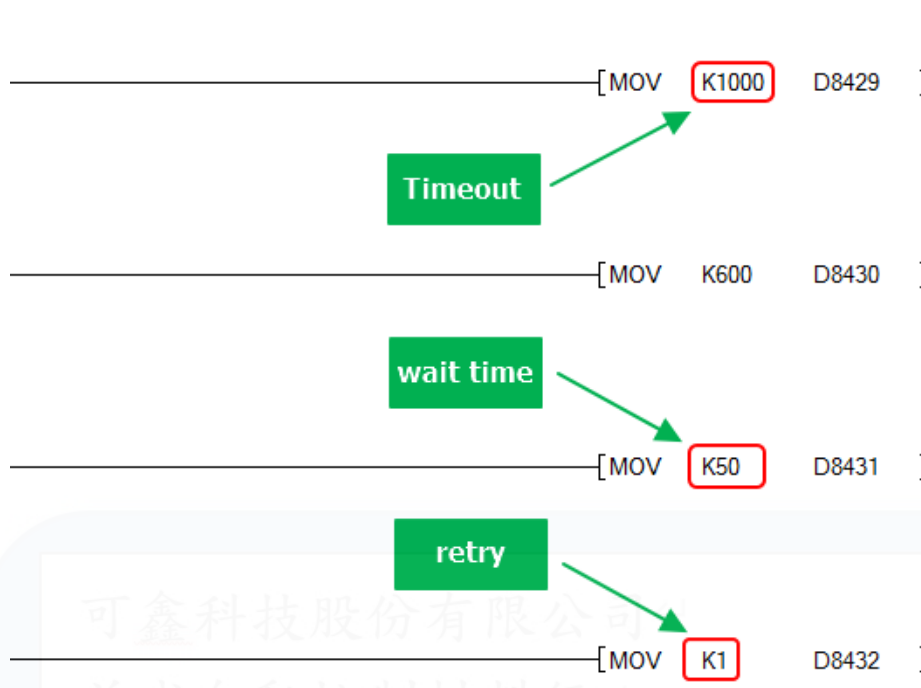 [MOV K1000 D8429 ]
Timeout
[MOV K600 D8430 ]
wait time
[MOV K50 D8431 ]
retry
可鑫科技股份有限公司
[MOV K1 D8432 ]